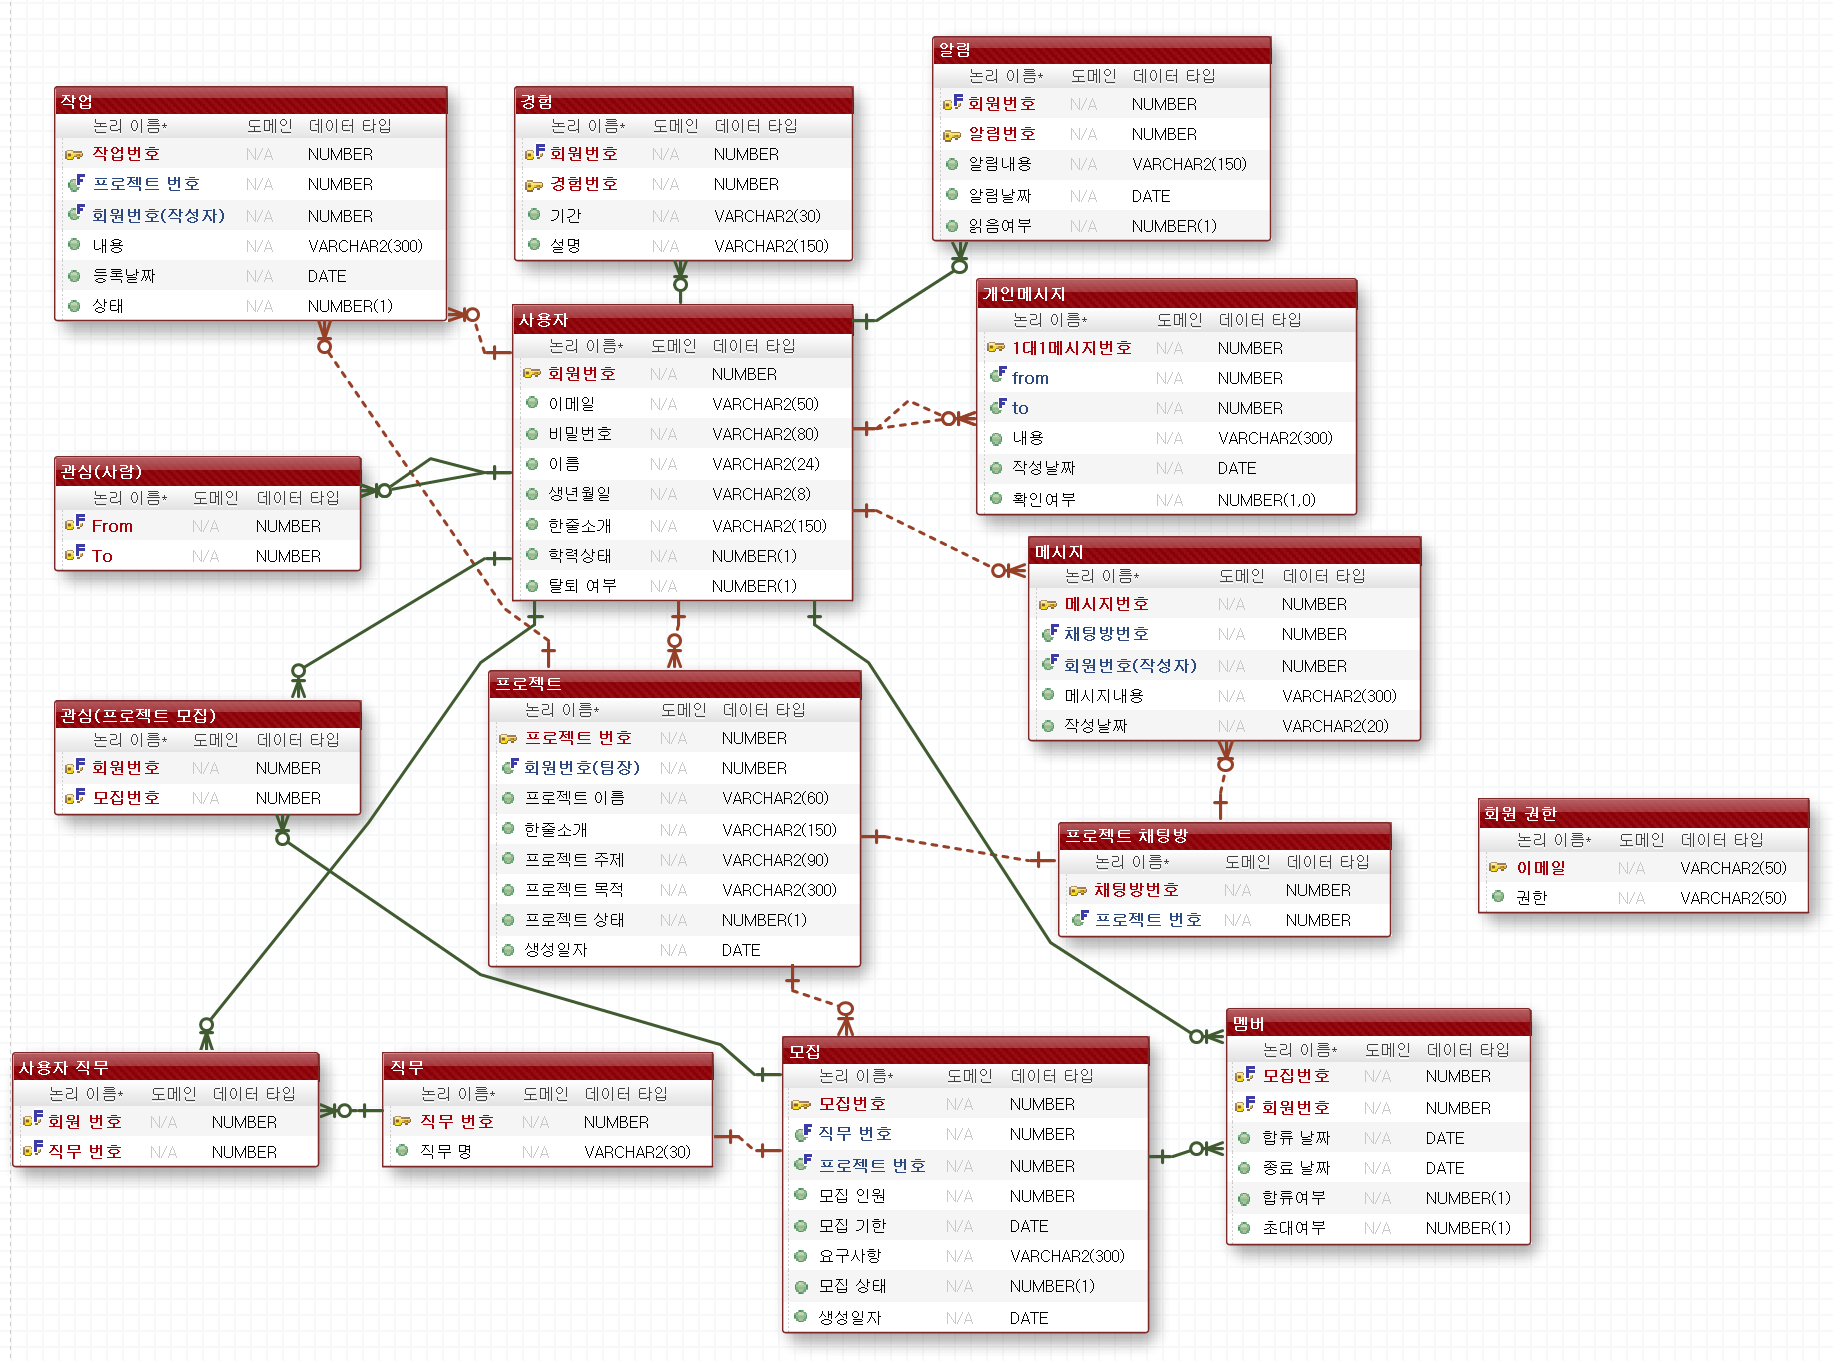 알림
논리 이름* 도메인 데이터 타입
회원번호 N/A NUMBER
알림번호 N/A NUMBER
알림내용 N/A VARCHAR2(150)
알림날짜 N/A DATE
읽음여부 N/A NUMBER(1)
작업
논리 이름* 도메인 데이터 타입
작업번호 N/A NUMBER
프로젝트 번호 N/A NUMBER
회원번호(작성자) N/A NUMBER
내용 N/A VARCHAR2(300)
등록날짜 N/A DATE
상태 N/A NUMBER(1)
경험
논리 이름* 도메인 데이터 타입
회원번호 N/A NUMBER
경험번호 N/A NUMBER
기간 N/A VARCHAR2(30)
설명 N/A VARCHAR2(150)
개인메시지
논리 이름* 도메인 데이터 타입
1대1메시지번호 N/A NUMBER
from N/A NUMBER
to N/A NUMBER
내용 N/A VARCHAR2(300)
작성날짜 N/A DATE
확인여부 N/A NUMBER(1,0)
사용자
논리 이름* 도메인 데이터 타입
회원번호 N/A NUMBER
이메일 N/A VARCHAR2(50)
비밀번호 N/A VARCHAR2(80)
이름 N/A VARCHAR2(24)
생년월일 N/A VARCHAR2(8)
한줄소개 N/A VARCHAR2(150)
학력상태 N/A NUMBER(1)
탈퇴 여부 N/A NUMBER(1)
관심(사람)
논리 이름* 도메인 데이터 타입
From N/A NUMBER
To N/A NUMBER
메시지
논리 이름* 도메인 데이터 타입
메시지번호 N/A NUMBER
채팅방번호 N/A NUMBER
회원번호(작성자) N/A NUMBER
메시지내용 N/A VARCHAR2(300)
작성날짜 N/A VARCHAR2(20)
프로젝트
논리 이름* 도메인 데이터 타입
프로젝트 번호 N/A NUMBER
회원번호(팀장) N/A NUMBER
프로젝트 이름 N/A VARCHAR2(60)
한줄소개 N/A VARCHAR2(150)
프로젝트 주제 N/A VARCHAR2(90)
프로젝트 목적 N/A VARCHAR2(300)
프로젝트 상태 N/A NUMBER(1)
생성일자 N/A DATE
관심(프로젝트 모집)
논리 이름* 도메인 데이터 타입
회원번호 N/A NUMBER
모집번호 N/A NUMBER
회원 권한
논리 이름* 도메인 데이터 타입
이메일 N/A VARCHAR2(50)
권한 N/A VARCHAR2(50)
프로젝트 채팅방
논리 이름* 도메인 데이터 타입
채팅방번호 N/A NUMBER
프로젝트 번호 N/A NUMBER
멤버
논리 이름* 도메인 데이터 타입
모집번호 N/A NUMBER
회원번호 N/A NUMBER
합류 날짜 N/A DATE
종료 날짜 N/A DATE
합류여부 N/A NUMBER(1)
초대여부 N/A NUMBER(1)
모집
논리 이름* 도메인 데이터 타입
모집번호 N/A NUMBER
직무 번호 N/A NUMBER
프로젝트 번호 N/A NUMBER
모집 인원 N/A NUMBER
모집 기한 N/A DATE
요구사항 N/A VARCHAR2(300)
모집 상태 N/A NUMBER(1)
생성일자 N/A DATE
사용자 직무
논리 이름* 도메인 데이터 타입
회원 번호 N/A NUMBER
직무 번호 N/A NUMBER
직무
논리 이름* 도메인 데이터 타입
직무 번호 N/A NUMBER
직무 명 N/A VARCHAR2(30)